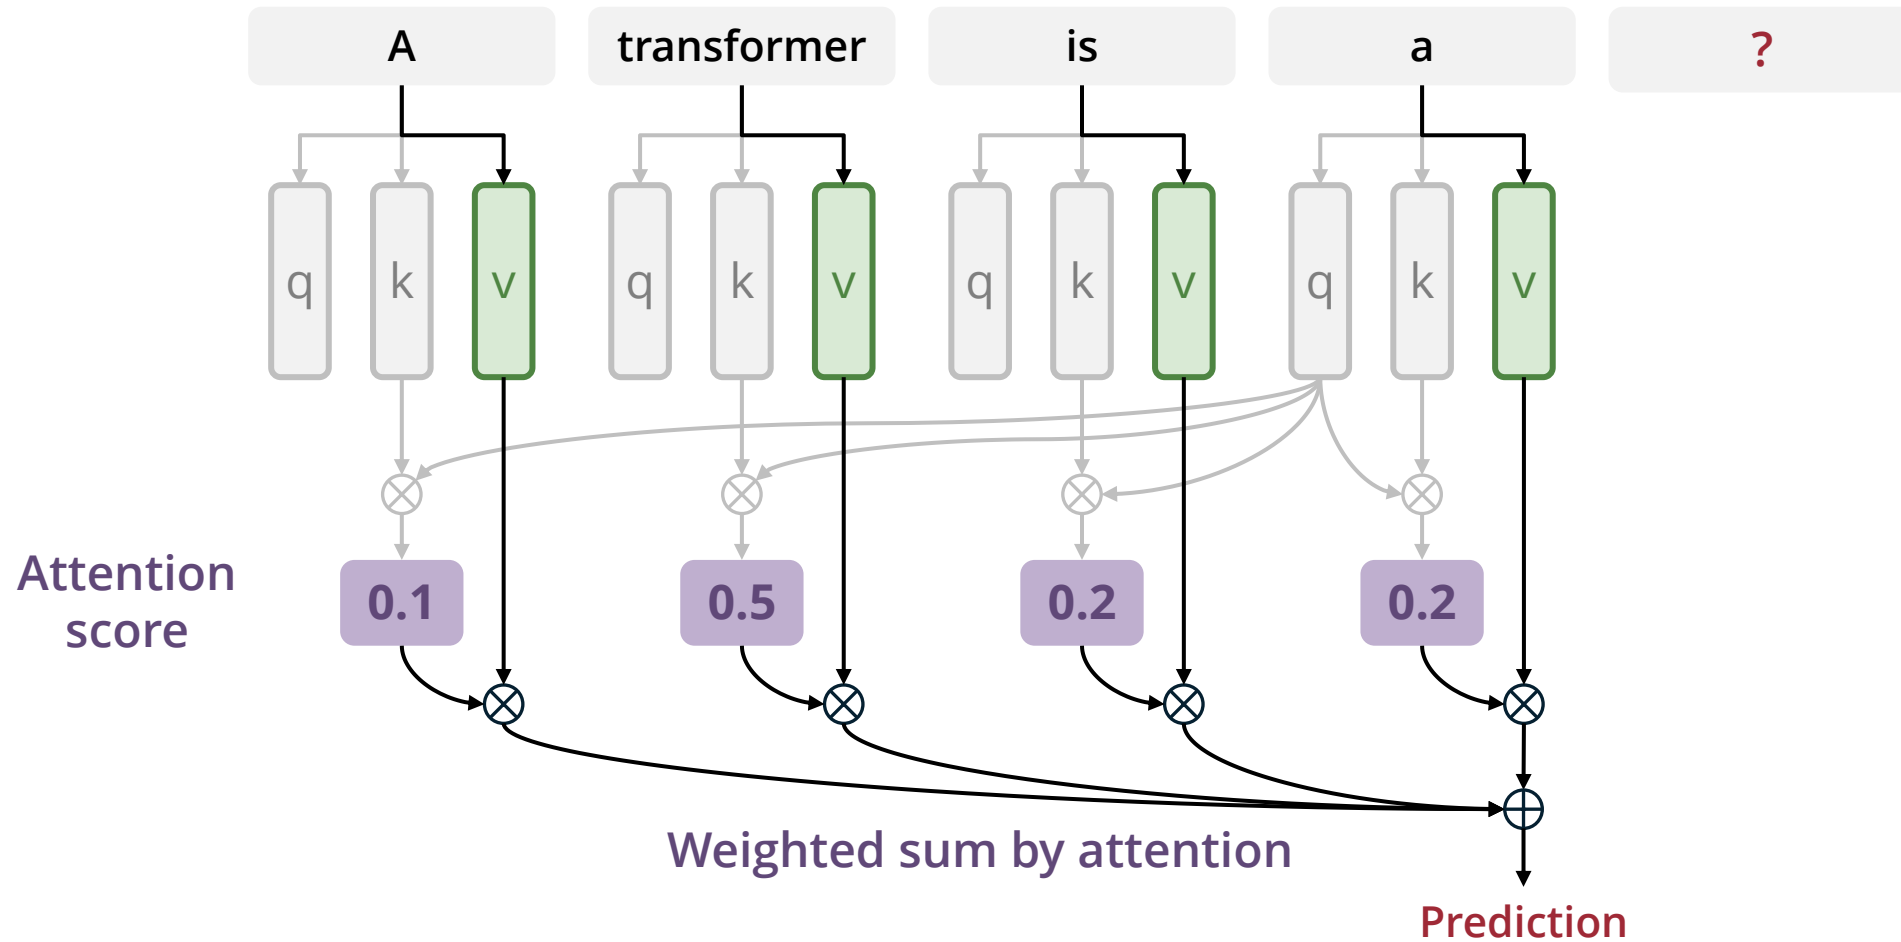 A transformer is a ?
q k v q k v q k v q k v
Attention
score
0.1 0.5 0.2 0.2
Weighted sum by attention
Prediction